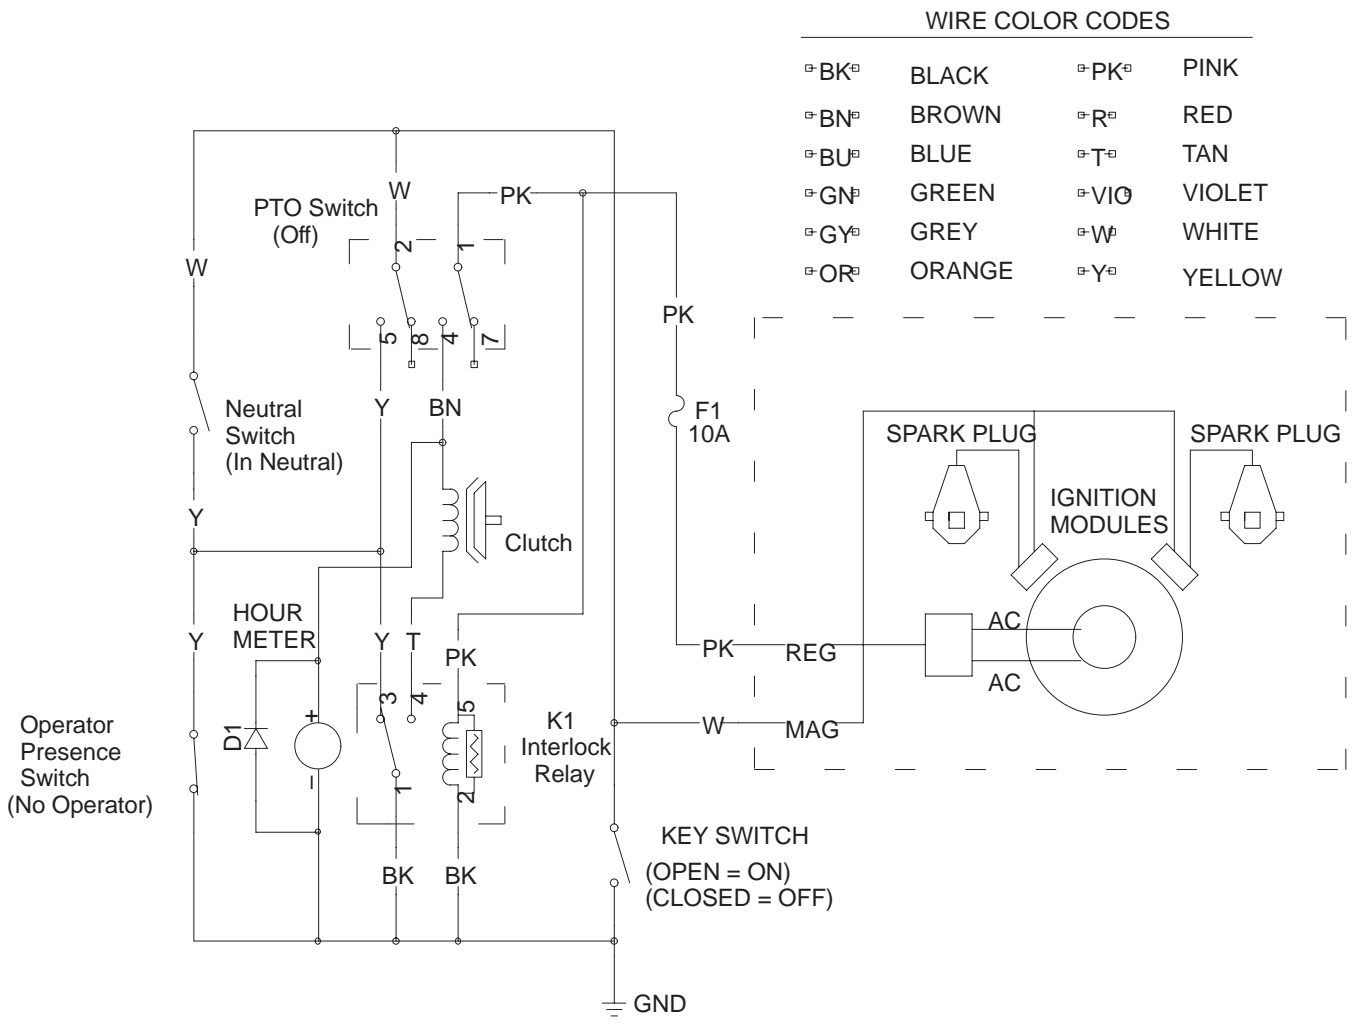 WIRE COLOR CODES
BK BLACK PK PINK
BN BROWN R RED
BU BLUE T TAN
GN GREEN VIO VIOLET
GY GREY W WHITE
OR ORANGE Y YELLOW
W
PK
PTO Switch
(Off)
2
1
W
PK
5
8
4
7
Neutral
Switch
(In Neutral)
Y
BN
F1
10A
SPARK PLUG
SPARK PLUG
IGNITION
MODULES
Y
Clutch
HOUR
METER
Y
Y
T
PK
PK
REG
AC
AC
3
4
5
K1
Interlock
Relay
W
MAG
Operator
Presence
Switch
(No Operator)
D1
+
–
1
2
KEY SWITCH
(OPEN = ON)
(CLOSED = OFF)
BK
BK
GND